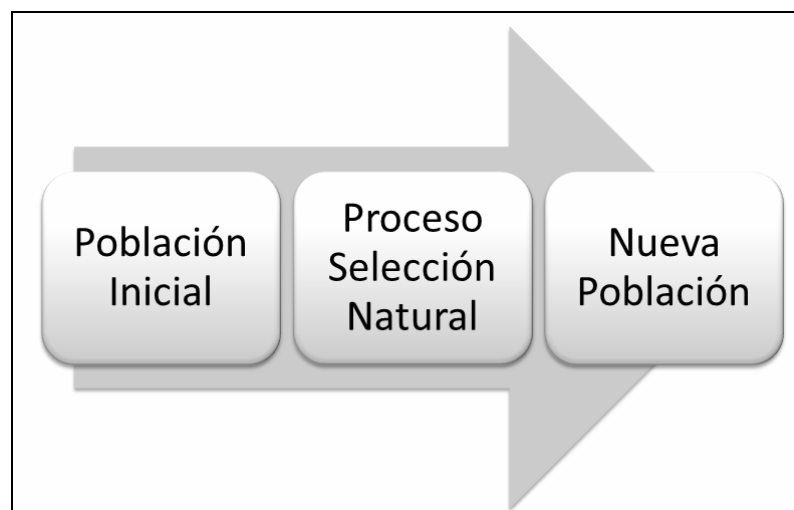 Población
Inicial
Proceso
Selección
Natural
Nueva
Población